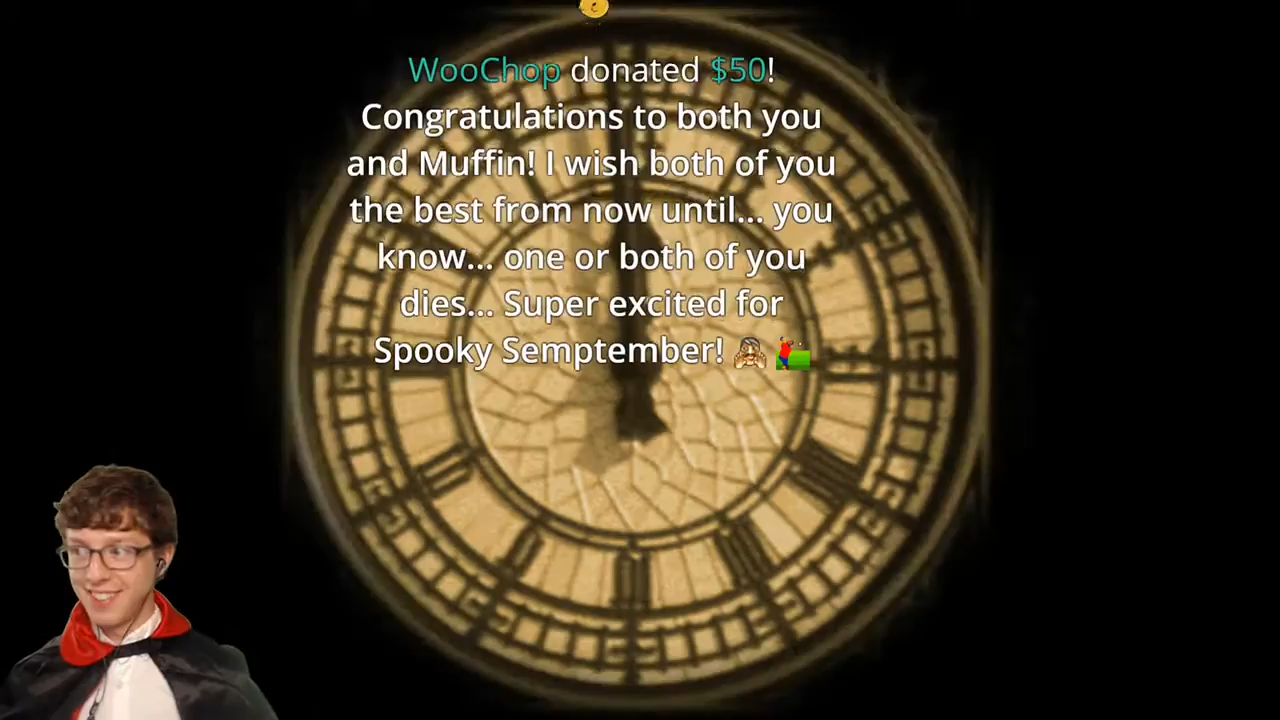 WooChop donated $50!
Congratulations to both you
and Muffin! I wish both of you
the best from now until... you
know... one or both of you
dies... Super excited for
Spooky Semptember!